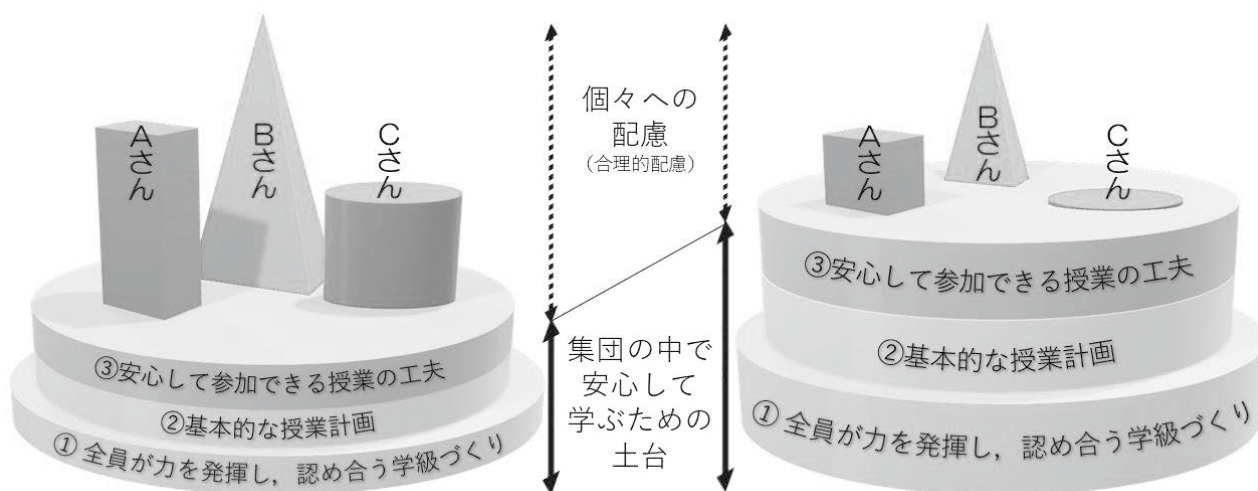 Aさん
Bさん
Cさん
③安心して参加できる授業の工夫
②基本的な授業計画
①全員が力を発揮し，認め合う学級づくり
個々への
配慮
（合理的配慮）
集団の中で
安心して
学ぶための
土台
Aさん
Bさん
Cさん
③安心して参加できる授業の工夫
②基本的な授業計画
①全員が力を発揮し，認め合う学級づくり